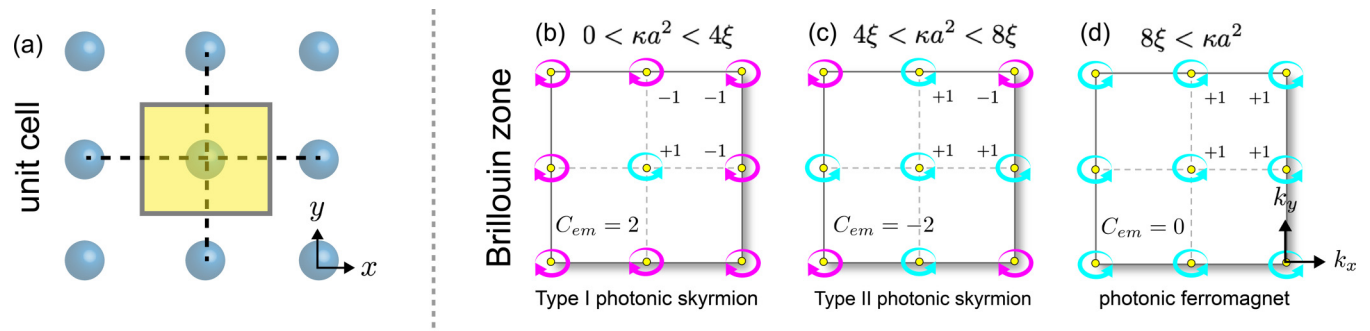 (a)
unit cell
y
x
Brillouin zone
(b) 0 < κa² < 4ξ
−1 −1
+1 −1
C_em = 2
Type I photonic skyrmion
(c) 4ξ < κa² < 8ξ
+1 −1
+1 +1
C_em = −2
Type II photonic skyrmion
(d) 8ξ < κa²
+1 +1
+1 +1
k_y
C_em = 0
k_x
photonic ferromagnet